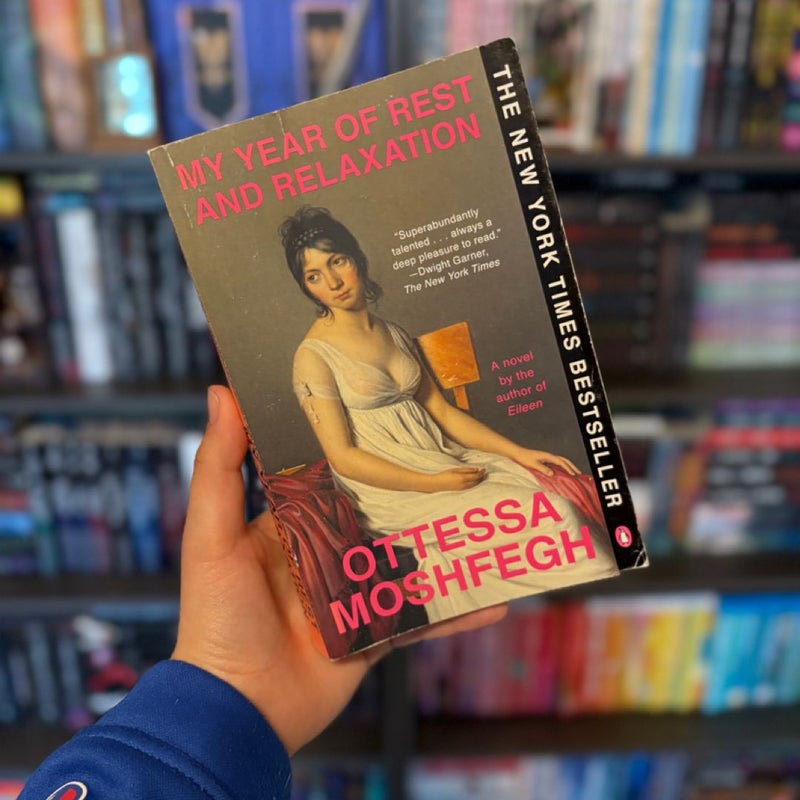 MY YEAR OF REST
AND RELAXATION
“Superabundantly
talented . . . always a
deep pleasure to read.”
—Dwight Garner,
The New York Times
A novel
by the
author of
Eileen
OTTESSA
MOSHFEGH
THE NEW YORK TIMES BESTSELLER